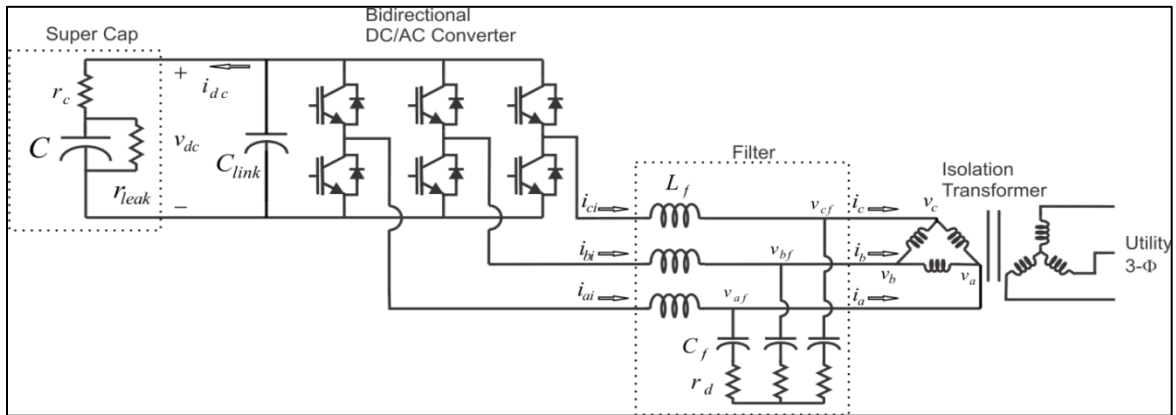 Super Cap
Bidirectional
DC/AC Converter
r_c
C
r_leak
+
i_dc
v_dc
−
C_link
Filter
L_f
i_ci
i_bi
i_ai
v_cf
v_bf
v_af
C_f
r_d
i_c
i_b
i_a
v_c
v_b
v_a
Isolation
Transformer
Utility
3-Φ